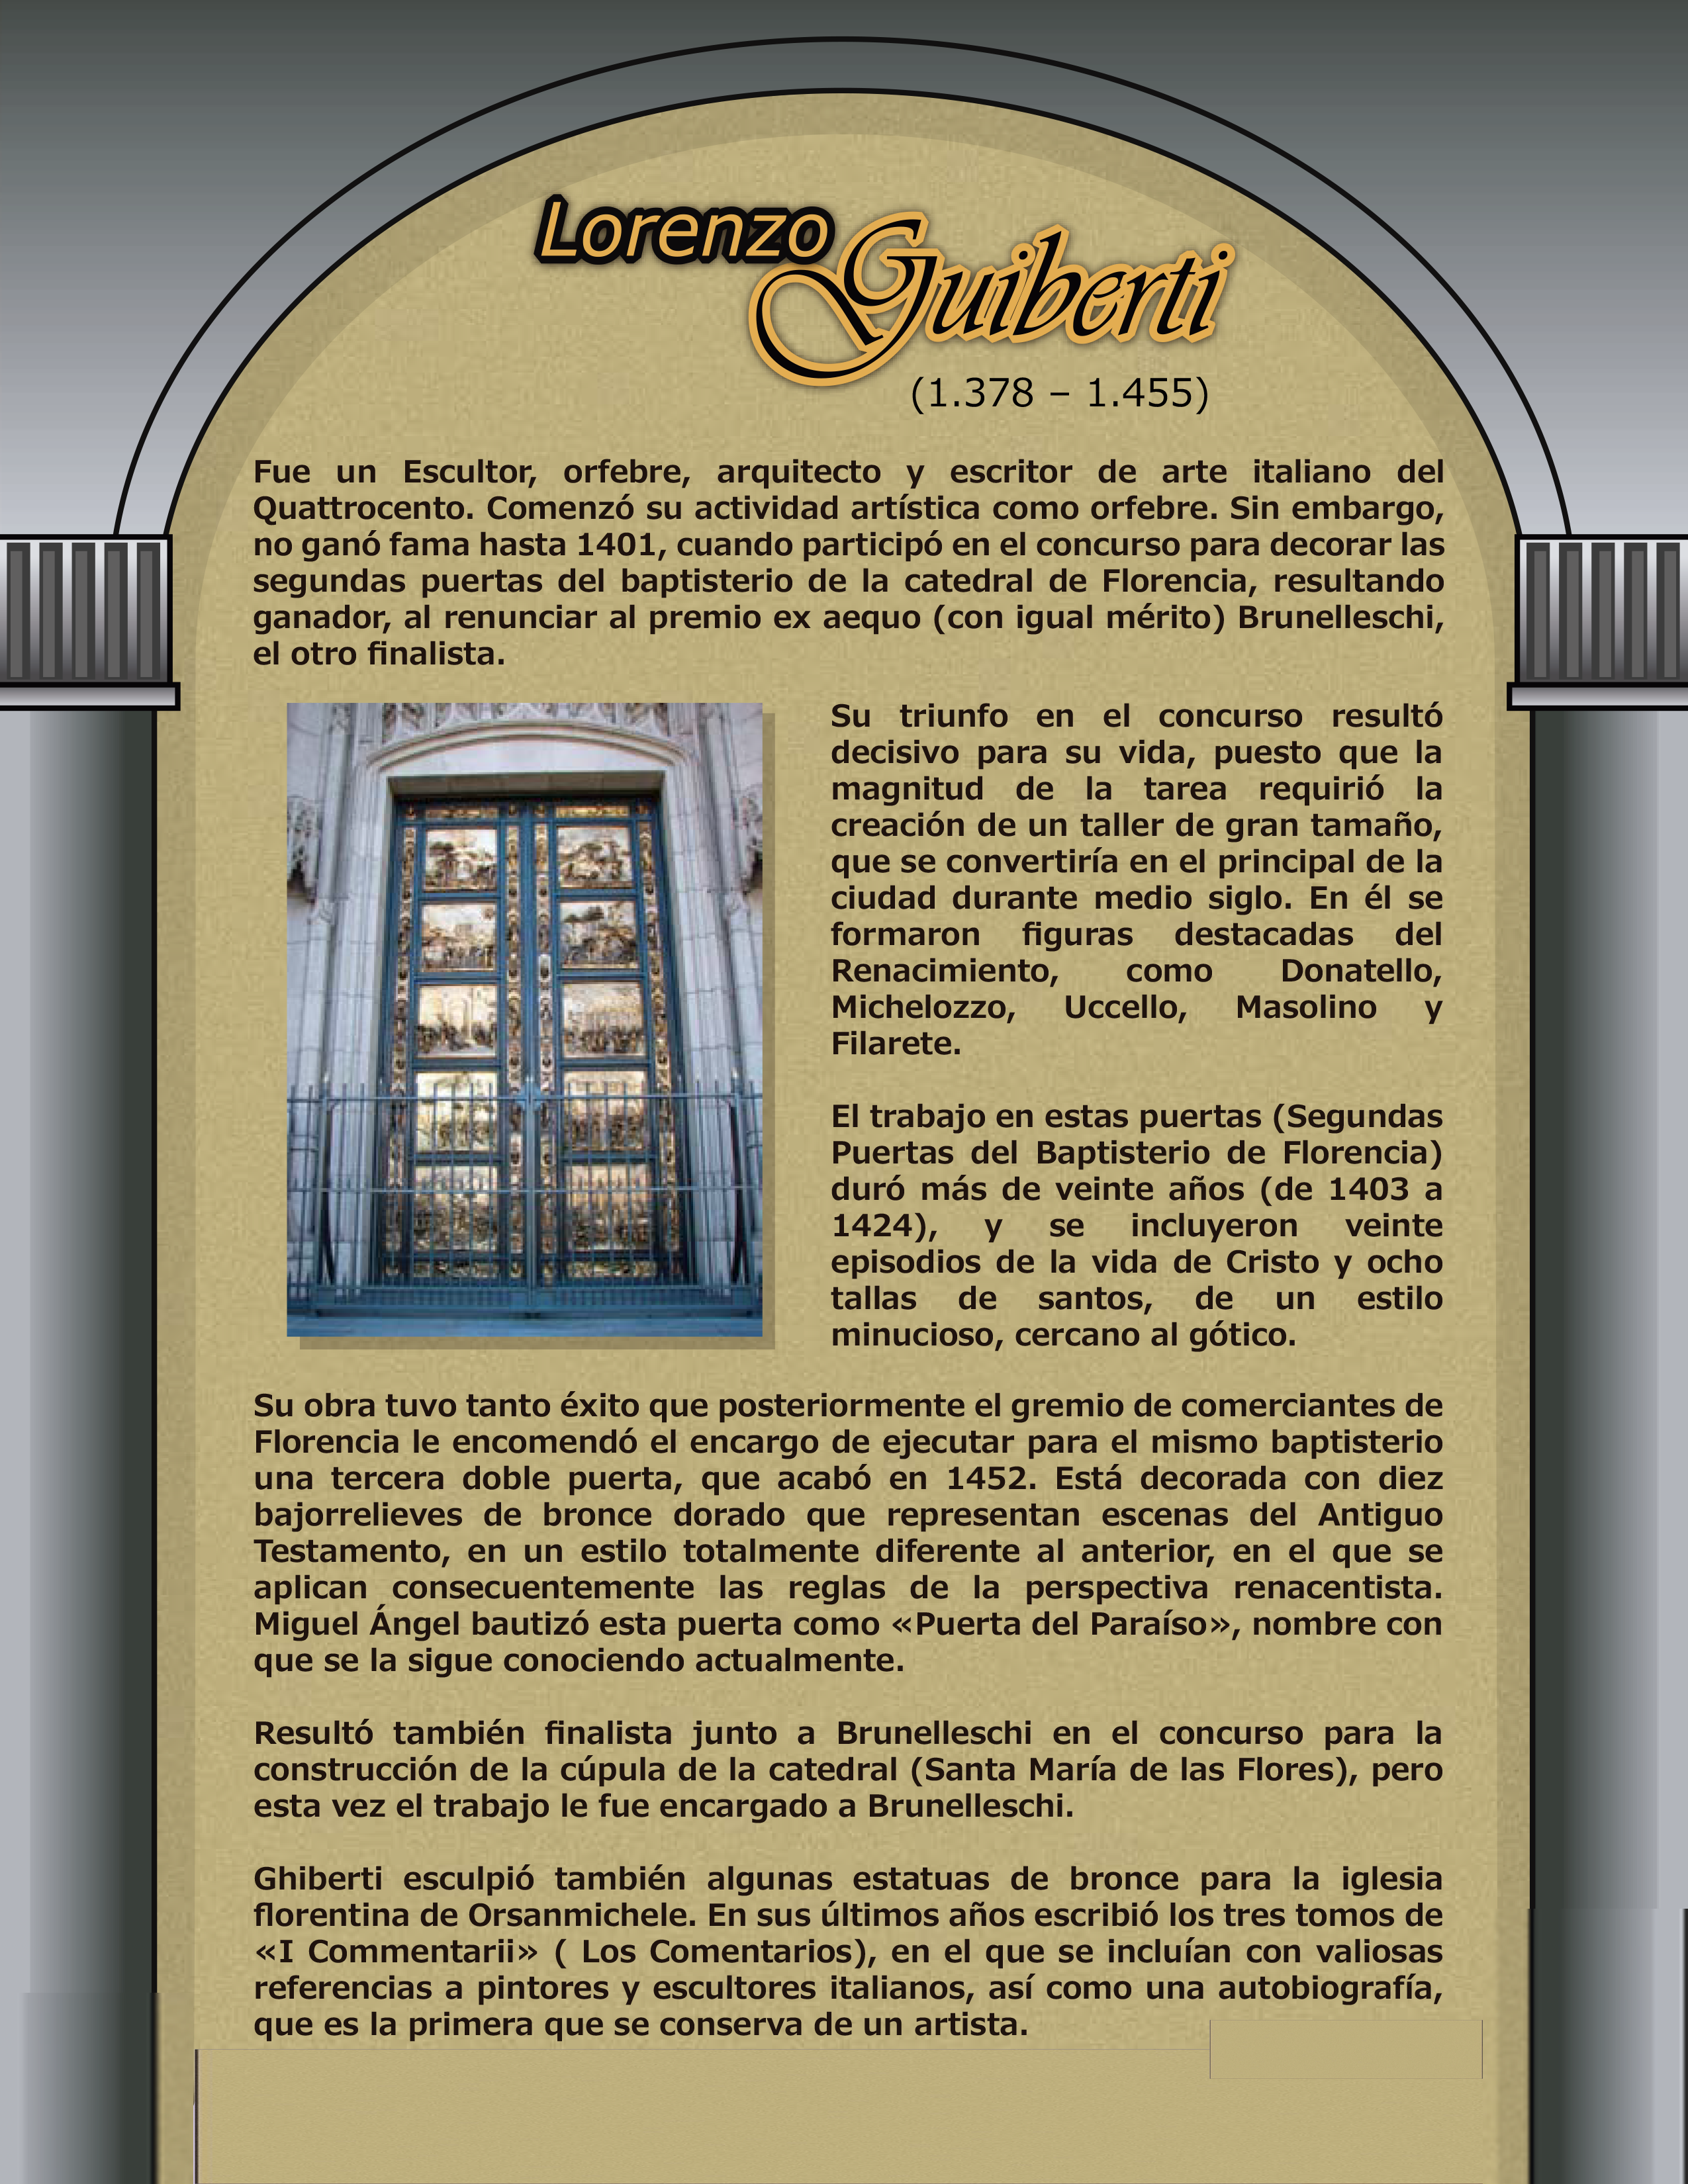 Lorenzo
Guiberti
(1.378 – 1.455)
Fue un Escultor, orfebre, arquitecto y escritor de arte italiano del
Quattrocento. Comenzó su actividad artística como orfebre. Sin embargo,
no ganó fama hasta 1401, cuando participó en el concurso para decorar las
segundas puertas del baptisterio de la catedral de Florencia, resultando
ganador, al renunciar al premio ex aequo (con igual mérito) Brunelleschi,
el otro finalista.
Su triunfo en el concurso resultó
decisivo para su vida, puesto que la
magnitud de la tarea requirió la
creación de un taller de gran tamaño,
que se convertiría en el principal de la
ciudad durante medio siglo. En él se
formaron figuras destacadas del
Renacimiento, como Donatello,
Michelozzo, Uccello, Masolino y
Filarete.
El trabajo en estas puertas (Segundas
Puertas del Baptisterio de Florencia)
duró más de veinte años (de 1403 a
1424), y se incluyeron veinte
episodios de la vida de Cristo y ocho
tallas de santos, de un estilo
minucioso, cercano al gótico.
Su obra tuvo tanto éxito que posteriormente el gremio de comerciantes de
Florencia le encomendó el encargo de ejecutar para el mismo baptisterio
una tercera doble puerta, que acabó en 1452. Está decorada con diez
bajorrelieves de bronce dorado que representan escenas del Antiguo
Testamento, en un estilo totalmente diferente al anterior, en el que se
aplican consecuentemente las reglas de la perspectiva renacentista.
Miguel Ángel bautizó esta puerta como «Puerta del Paraíso», nombre con
que se la sigue conociendo actualmente.
Resultó también finalista junto a Brunelleschi en el concurso para la
construcción de la cúpula de la catedral (Santa María de las Flores), pero
esta vez el trabajo le fue encargado a Brunelleschi.
Ghiberti esculpió también algunas estatuas de bronce para la iglesia
florentina de Orsanmichele. En sus últimos años escribió los tres tomos de
«I Commentarii» ( Los Comentarios), en el que se incluían con valiosas
referencias a pintores y escultores italianos, así como una autobiografía,
que es la primera que se conserva de un artista.